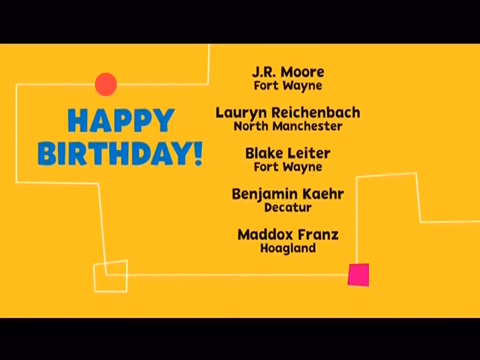 HAPPY
BIRTHDAY!
J.R. Moore
Fort Wayne
Lauryn Reichenbach
North Manchester
Blake Leiter
Fort Wayne
Benjamin Kaehr
Decatur
Maddox Franz
Hoagland